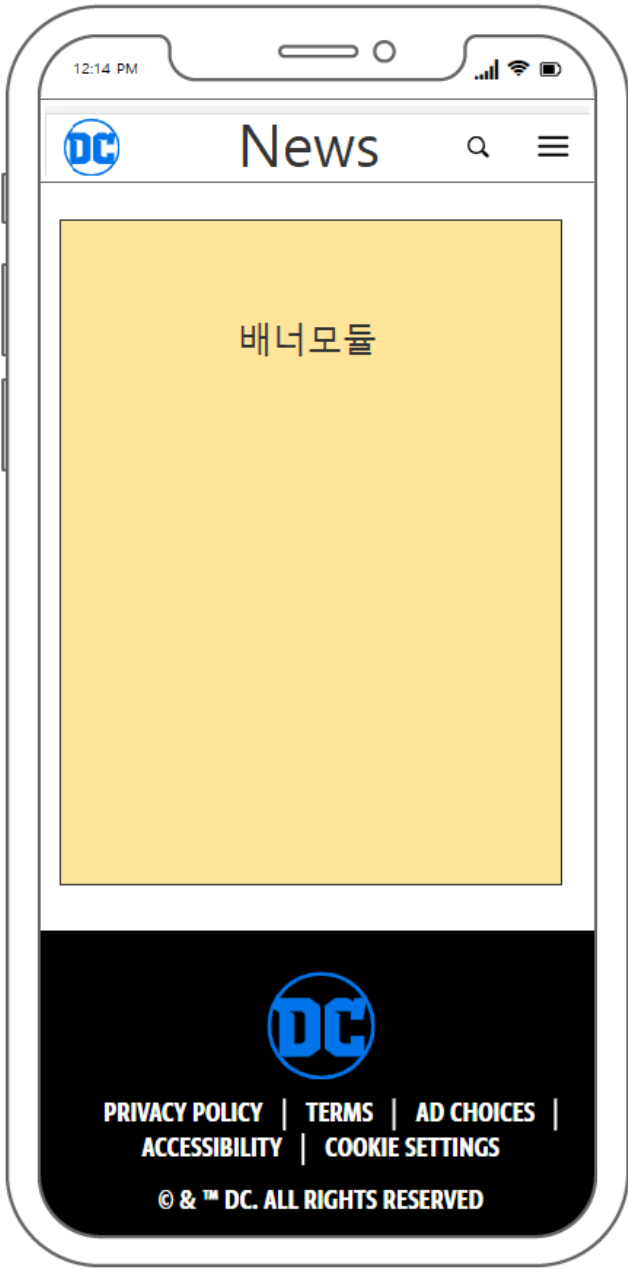 12:14 PM
DC News
배너모듈
DC
PRIVACY POLICY | TERMS | AD CHOICES |
ACCESSIBILITY | COOKIE SETTINGS
© & ™ DC. ALL RIGHTS RESERVED